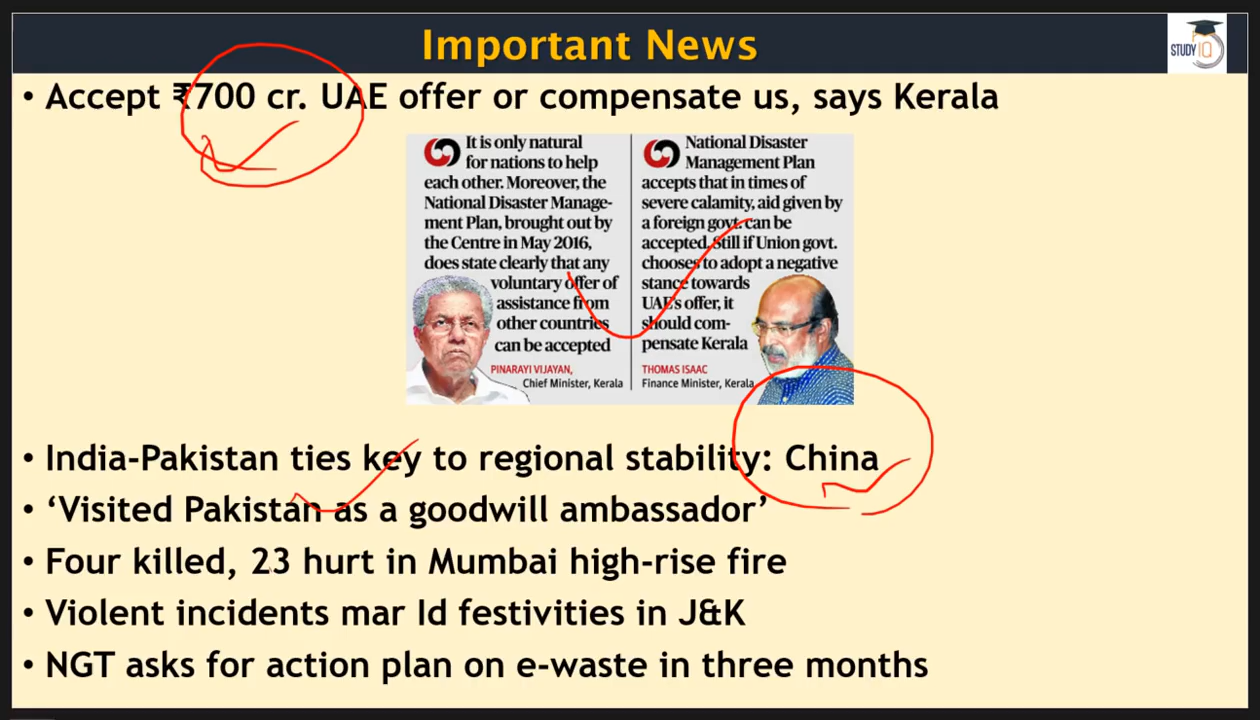 Important News
STUDY IQ
• Accept ₹700 cr. UAE offer or compensate us, says Kerala
It is only natural
for nations to help
each other. Moreover, the
National Disaster Manage-
ment Plan, brought out by
the Centre in May 2016,
does state clearly that any
voluntary offer of
assistance from
other countries
can be accepted
PINARAYI VIJAYAN,
Chief Minister, Kerala
National Disaster
Management Plan
accepts that in times of
severe calamity, aid given by
a foreign govt. can be
accepted. Still if Union govt.
chooses to adopt a negative
stance towards
UAE's offer, it
should com-
pensate Kerala
THOMAS ISAAC
Finance Minister, Kerala
• India-Pakistan ties key to regional stability: China
• ‘Visited Pakistan as a goodwill ambassador’
• Four killed, 23 hurt in Mumbai high-rise fire
• Violent incidents mar Id festivities in J&K
• NGT asks for action plan on e-waste in three months